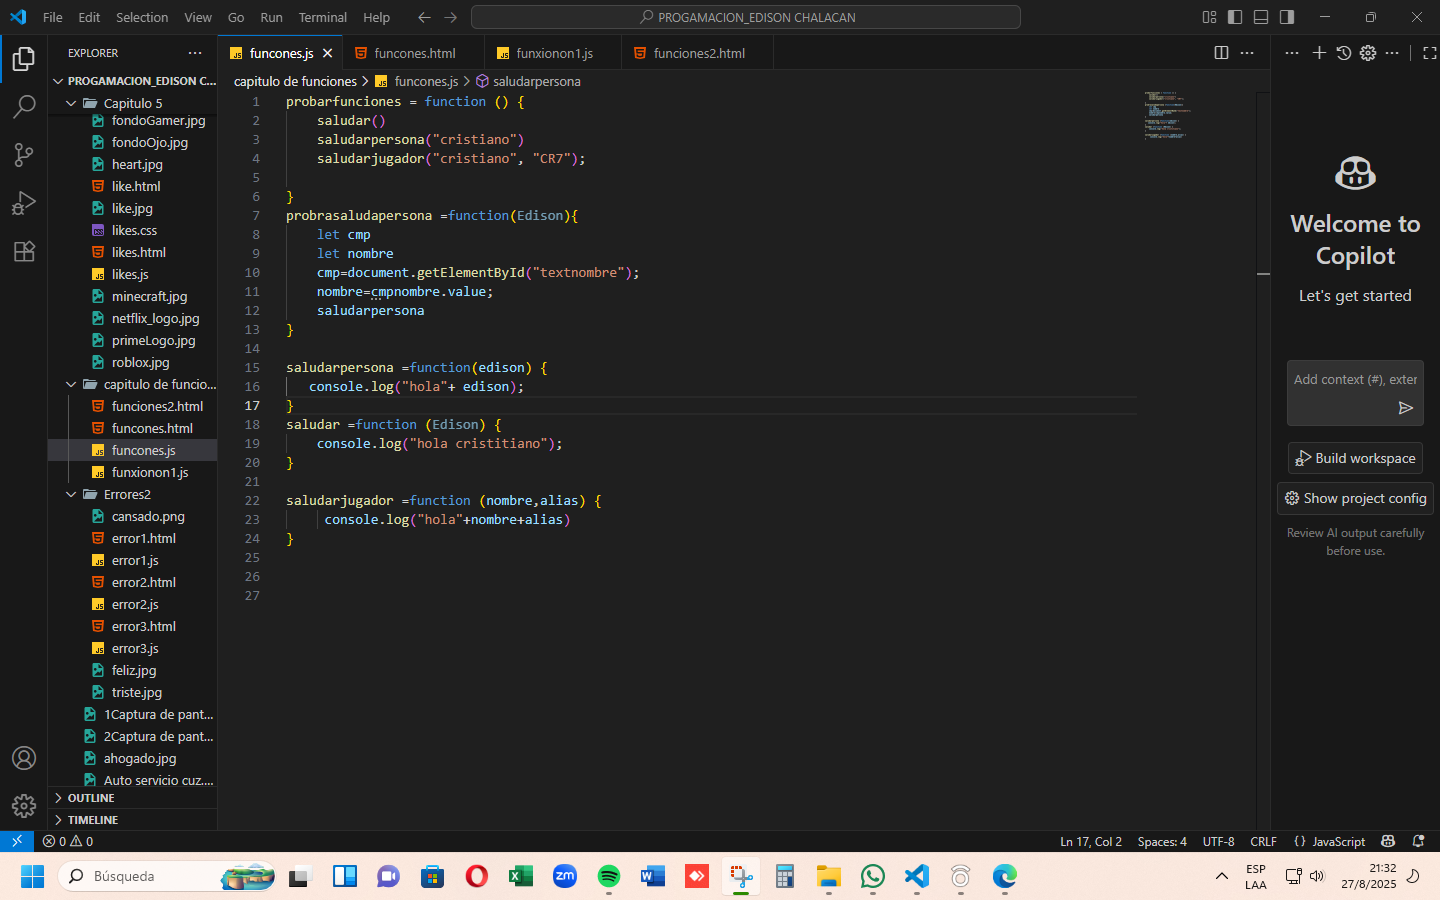 File Edit Selection View Go Run Terminal Help
PROGAMACION_EDISON CHALACAN
EXPLORER
PROGAMACION_EDISON C...
Capitulo 5
fondoGamer.jpg
fondoOjo.jpg
heart.jpg
like.html
like.jpg
likes.css
likes.html
likes.js
minecraft.jpg
netflix_logo.jpg
primeLogo.jpg
roblox.jpg
capitulo de funcio...
funciones2.html
funcones.html
funcones.js
funxionon1.js
Errores2
cansado.png
error1.html
error1.js
error2.html
error2.js
error3.html
error3.js
feliz.jpg
triste.jpg
1Captura de pant...
2Captura de pant...
ahogado.jpg
Auto servicio cuz....
OUTLINE
TIMELINE
funcones.js funcones.html funxionon1.js funciones2.html
capitulo de funciones > funcones.js > saludarpersona
1 probarfunciones = function () {
2 saludar()
3 saludarpersona("cristiano")
4 saludarjugador("cristiano", "CR7");
5
6 }
7 probrasaludapersona =function(Edison){
8 let cmp
9 let nombre
10 cmp=document.getElementById("textnombre");
11 nombre=cmpnombre.value;
12 saludarpersona
13 }
14
15 saludarpersona =function(edison) {
16 console.log("hola"+ edison);
17 }
18 saludar =function (Edison) {
19 console.log("hola cristitiano");
20 }
21
22 saludarjugador =function (nombre,alias) {
23 console.log("hola"+nombre+alias)
24 }
25
26
27
Welcome to
Copilot
Let's get started
Add context (#), exter
Build workspace
Show project config
Review AI output carefully
before use.
0 0
Ln 17, Col 2 Spaces: 4 UTF-8 CRLF {} JavaScript
Búsqueda
zm
ESP
LAA
21:32
27/8/2025